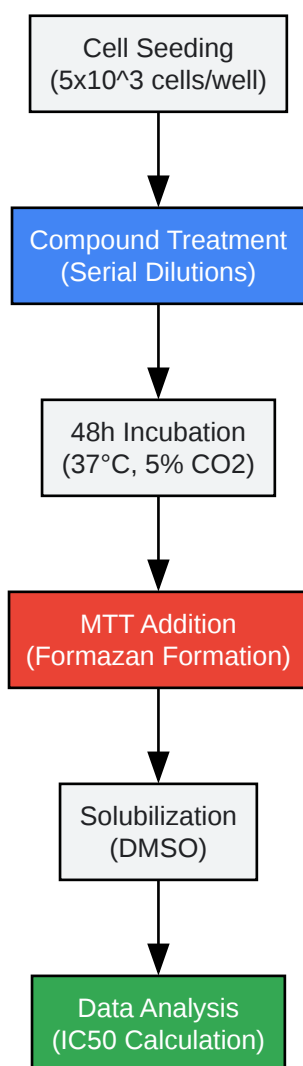 Cell Seeding
(5x10^3 cells/well)
Compound Treatment
(Serial Dilutions)
48h Incubation
(37°C, 5% CO2)
MTT Addition
(Formazan Formation)
Solubilization
(DMSO)
Data Analysis
(IC50 Calculation)